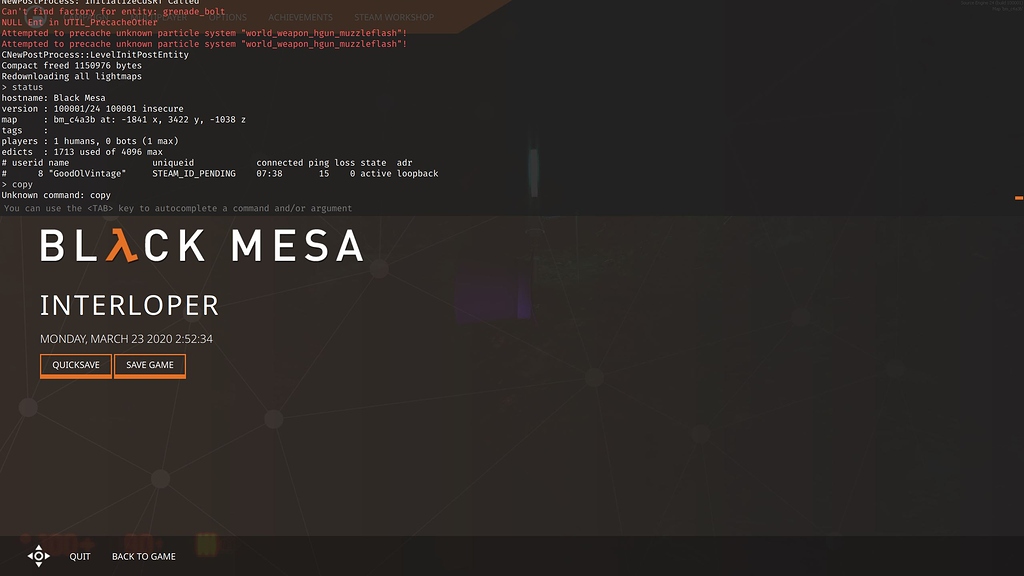 NewPostProcess: InitializeCustRT Called
Can't find factory for entity: grenade_bolt
NULL Ent in UTIL_PrecacheOther
OPTIONS ACHIEVEMENTS STEAM WORKSHOP
Attempted to precache unknown particle system "world_weapon_hgun_muzzleflash"!
Attempted to precache unknown particle system "world_weapon_hgun_muzzleflash"!
CNewPostProcess::LevelInitPostEntity
Compact freed 1150976 bytes
Redownloading all lightmaps
> status
hostname: Black Mesa
version : 100001/24 100001 insecure
map     : bm_c4a3b at: -1841 x, 3422 y, -1038 z
tags    :
players : 1 humans, 0 bots (1 max)
edicts  : 1713 used of 4096 max
# userid name uniqueid connected ping loss state adr
# 8 "GoodOlVintage" STEAM_ID_PENDING 07:38 15 0 active loopback
> copy
Unknown command: copy
You can use the <TAB> key to autocomplete a command and/or argument
BLλCK MESA
INTERLOPER
MONDAY, MARCH 23 2020 2:52:34
QUICKSAVE SAVE GAME
QUIT BACK TO GAME